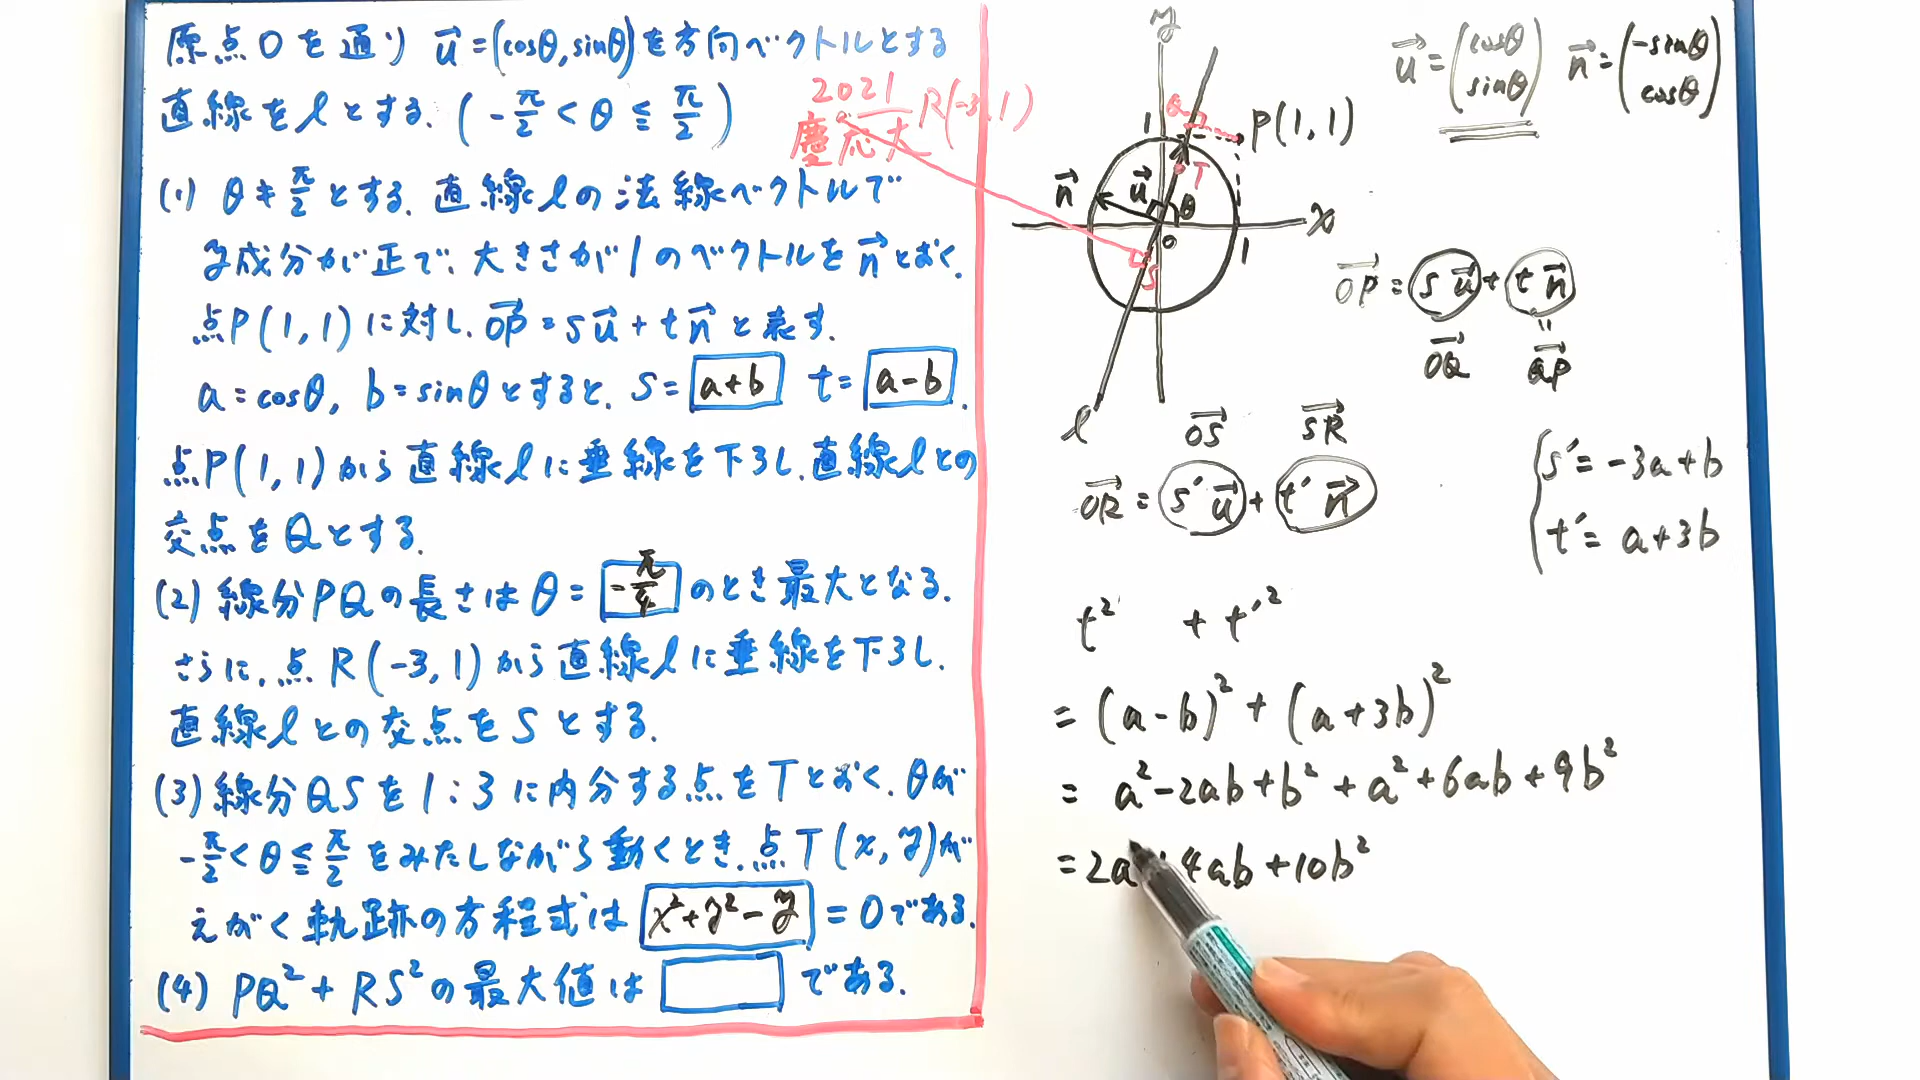 原点Oを通り u=(cosθ,sinθ)を方向ベクトルとする
直線をlとする.(-π/2<θ≦π/2)
2021
慶応大
(1) θ≠π/2とする.直線lの法線ベクトルで
y成分が正で、大きさが1のベクトルをnとおく.
点P(1,1)に対し.OP=su+tnと表す.
a=cosθ, b=sinθとすると. s=a+b t=a-b.
点P(1,1)から直線lに垂線を下ろし.直線lとの
交点をQとする.
(2)線分PQの長さはθ=-π/4のとき最大となる.
さらに.点R(-3,1)から直線lに垂線を下ろし.
直線lとの交点をSとする.
(3)線分QSを1:3に内分する点をTとおく.θが
-π/2<θ≦π/2をみたしながら動くとき.点T(x,y)が
えがく軌跡の方程式はx²+y²-y=0である.
(4) PQ²+RS²の最大値は である.
R(-3,1)
y
1
Q
P(1,1)
T
n
u
θ
x
O
1
S
l
u=(cosθ sinθ) n=(-sinθ cosθ)
OP=su+tn
OQ
"
QP
OS SR
OR=s'u+t'n
s'=-3a+b
t'=a+3b
t² + t'²
=(a-b)²+(a+3b)²
=a²-2ab+b²+a²+6ab+9b²
=2a 4ab+10b²